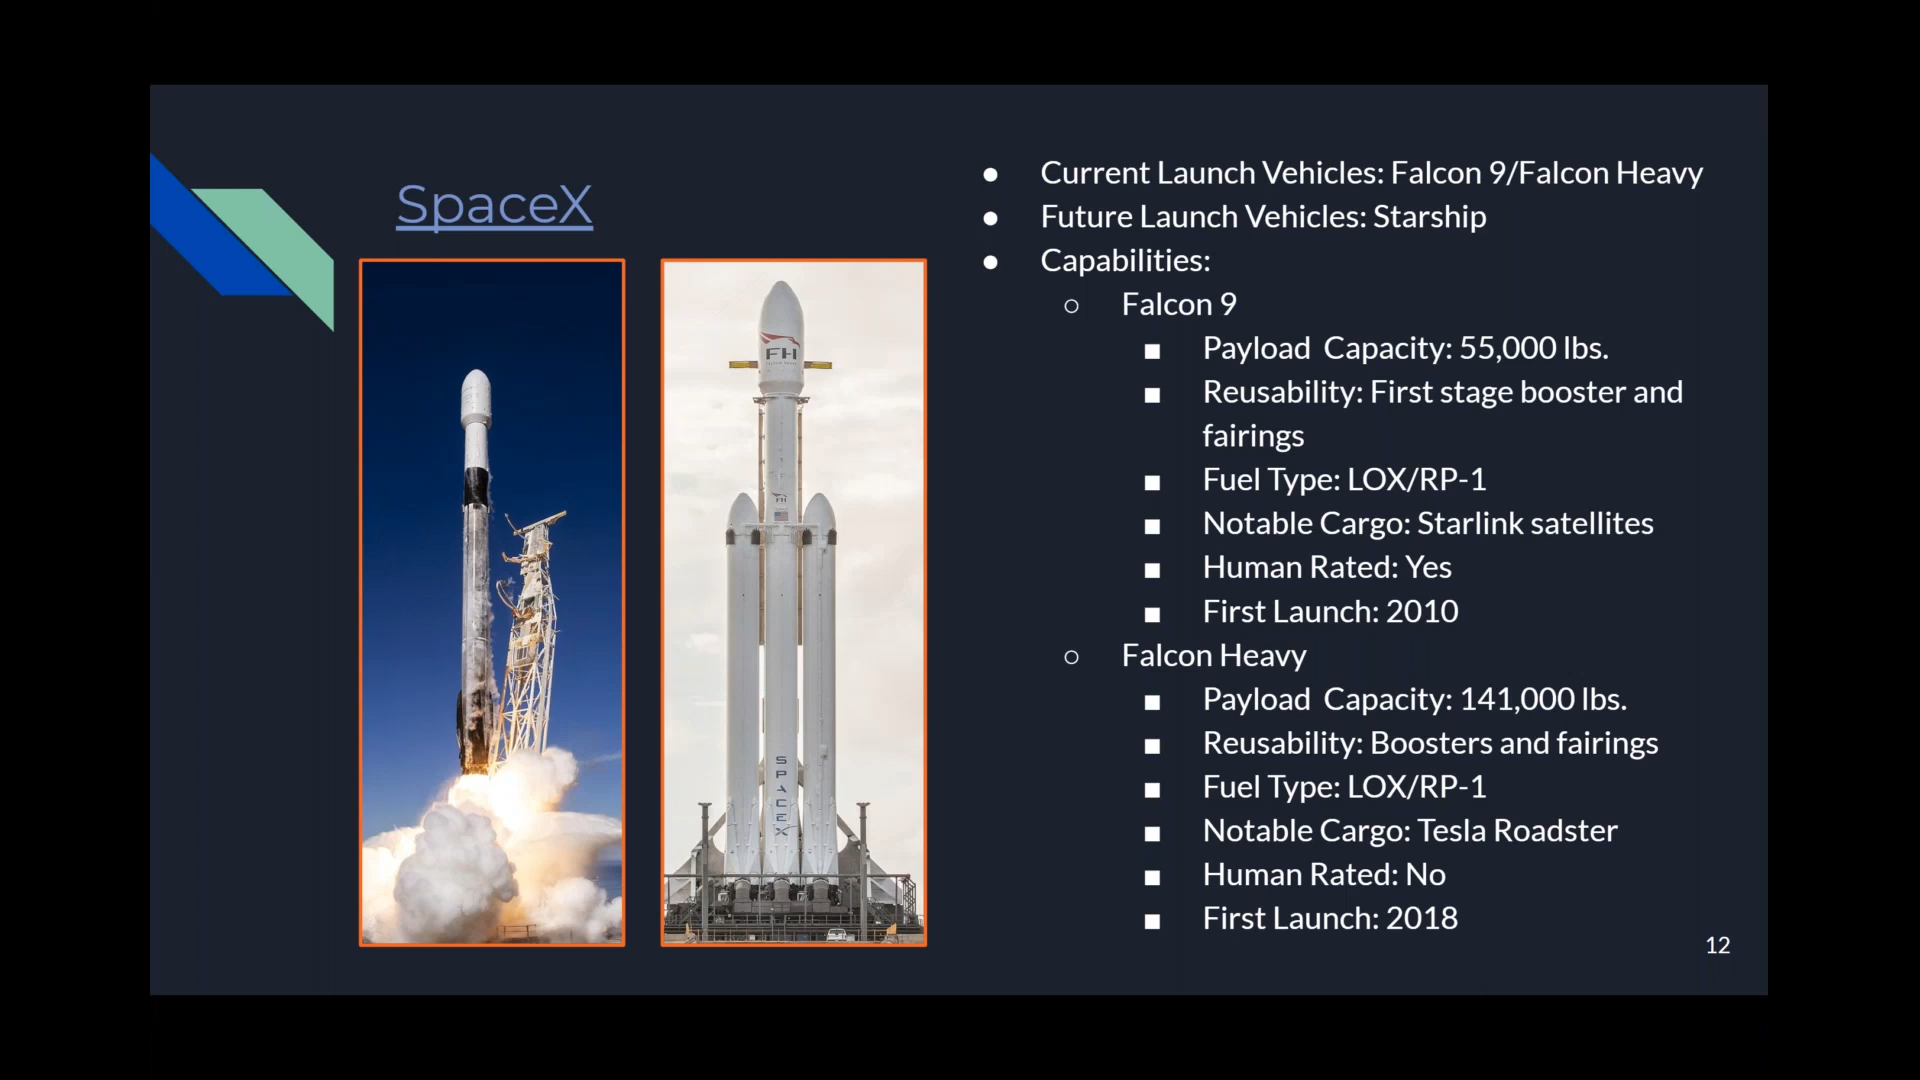 SpaceX
FH
FH
S
P
A
C
E
X
● Current Launch Vehicles: Falcon 9/Falcon Heavy
● Future Launch Vehicles: Starship
● Capabilities:
○ Falcon 9
■ Payload  Capacity: 55,000 lbs.
■ Reusability: First stage booster and
fairings
■ Fuel Type: LOX/RP-1
■ Notable Cargo: Starlink satellites
■ Human Rated: Yes
■ First Launch: 2010
○ Falcon Heavy
■ Payload  Capacity: 141,000 lbs.
■ Reusability: Boosters and fairings
■ Fuel Type: LOX/RP-1
■ Notable Cargo: Tesla Roadster
■ Human Rated: No
■ First Launch: 2018
12